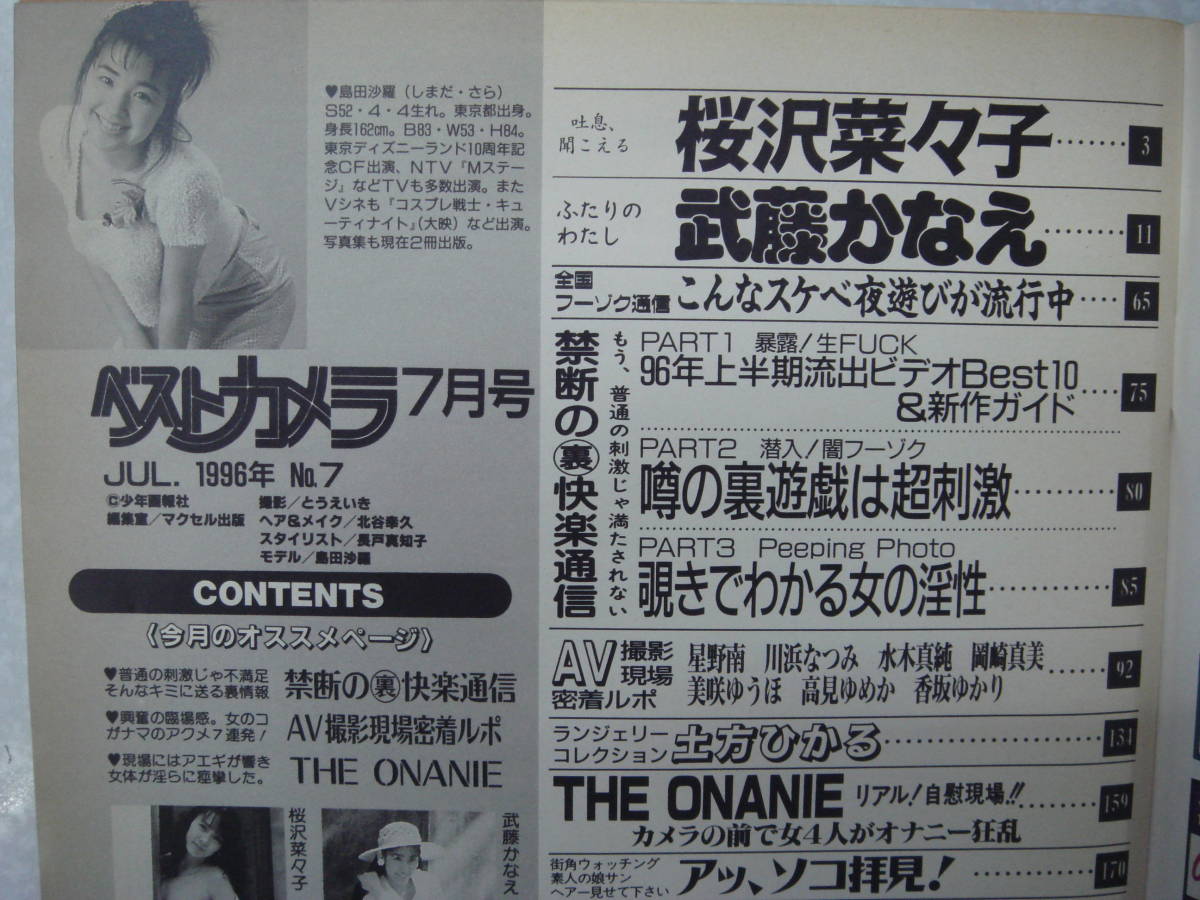 ♥島田沙羅（しまだ・さら）
S52・4・4生れ。東京都出身。
身長162cm。B83・W53・H84。
東京ディズニーランド10周年記
念CF出演、NTV『Mステー
ジ』などTVも多数出演。また
Vシネも『コスプレ戦士・キュ
ーティナイト』(大映）など出演。
写真集も現在2冊出版。
ベストカメラ7月号
JUL. 1996年 No.7
©少年画報社
編集室/マクセル出版
撮影/とうえいき
ヘア&メイク/北谷幸久
スタイリスト/長戸真知子
モデル/島田沙羅
CONTENTS
〈今月のオススメページ〉
♥普通の刺激じゃ不満足
そんなキミに送る裏情報
禁断の㊙裏快楽通信
♥興奮の臨場感。女のコ
がナマのアクメ7連発！
AV撮影現場密着ルポ
♥現場にはアエギが響き
女体が淫らに痙攣した。
THE ONANIE
桜沢菜々子
武藤かなえ
吐息、
聞こえる
桜沢菜々子……3
ふたりの
わたし
武藤かなえ……11
全国
フーゾク通信
こんなスケベ夜遊びが流行中……65
禁断の裏快楽通信
もう、普通の刺激じゃ満たされない
PART1 暴露/生FUCK
96年上半期流出ビデオBest10
&新作ガイド……75
PART2 潜入/闇フーゾク
噂の裏遊戯は超刺激……80
PART3 Peeping Photo
覗きでわかる女の淫性……85
AV撮影現場
密着ルポ
星野南 川浜なつみ 水木真純 岡崎真美
美咲ゆうほ 高見ゆめか 香坂ゆかり……92
ランジェリー
コレクション
土方ひかる……134
THE ONANIE リアル！自慰現場!!……159
カメラの前で女4人がオナニー狂乱
街角ウォッチング
素人の娘サン
ヘアー見せて下さい
アッ、ソコ拝見！……170
の